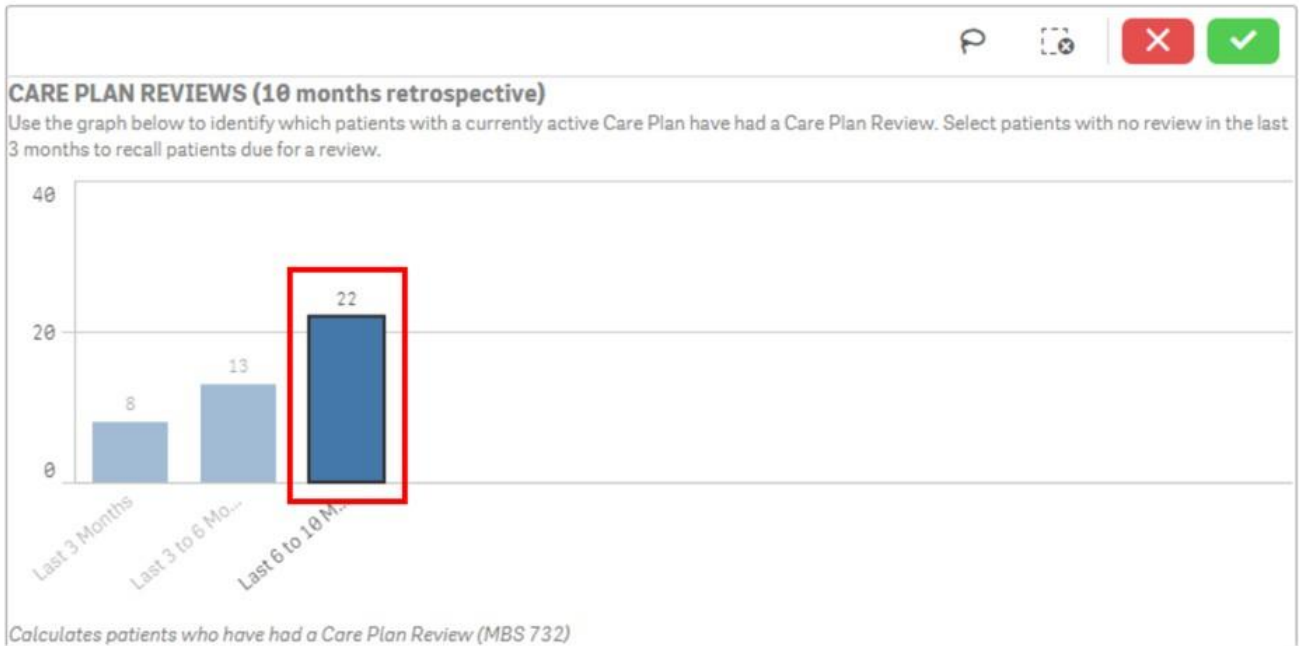 CARE PLAN REVIEWS (10 months retrospective)
Use the graph below to identify which patients with a currently active Care Plan have had a Care Plan Review. Select patients with no review in the last
3 months to recall patients due for a review.
40
20
0
8
13
22
Last 3 Months
Last 3 to 6 Mo...
Last 6 to 10 M...
Calculates patients who have had a Care Plan Review (MBS 732)